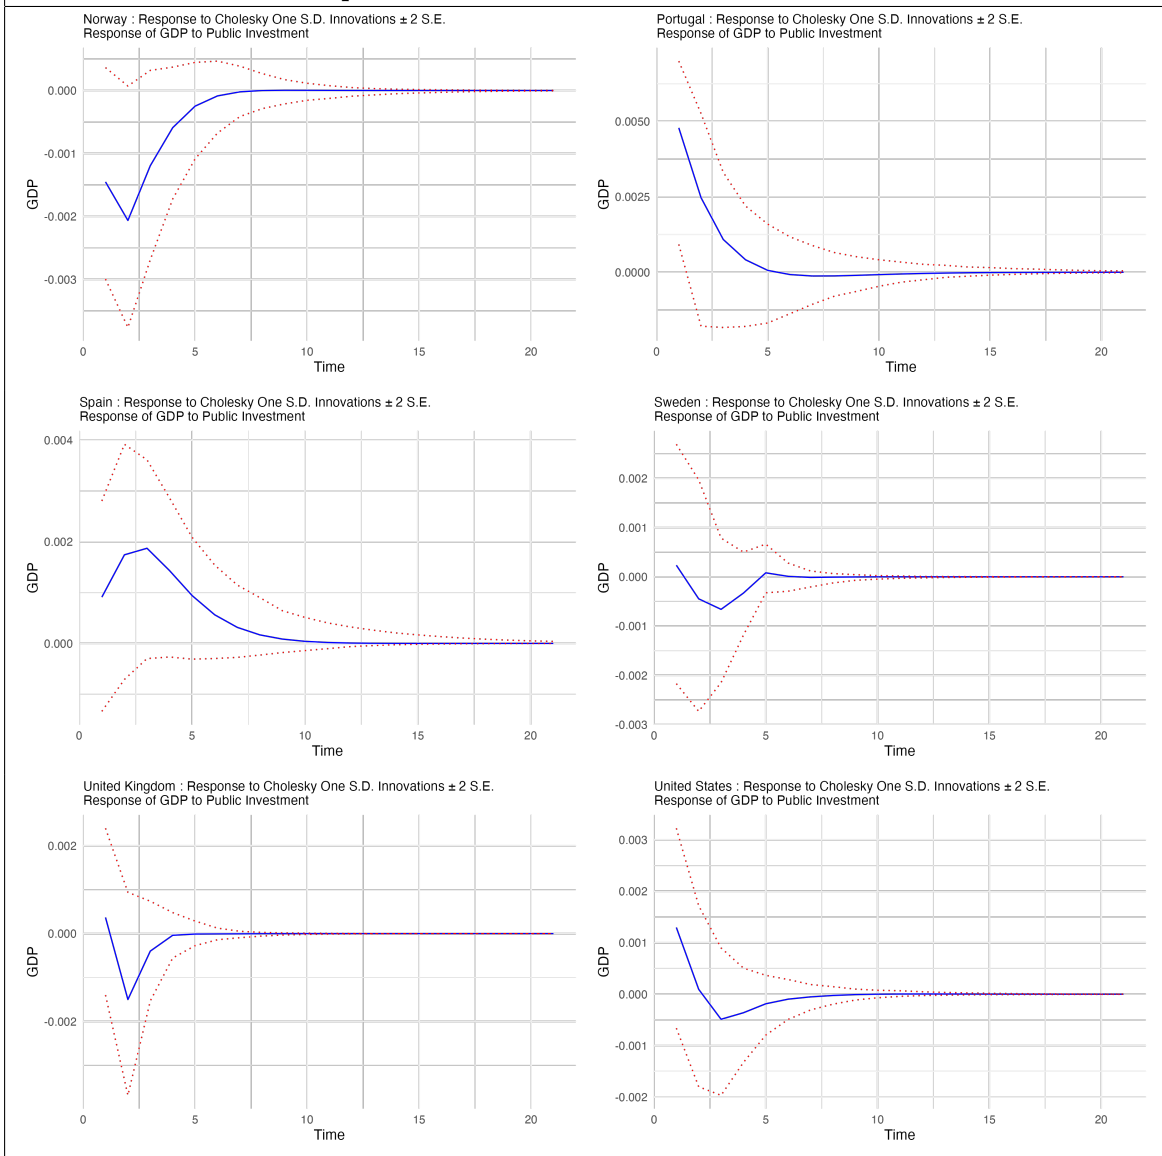 Norway : Response to Cholesky One S.D. Innovations ± 2 S.E.
Response of GDP to Public Investment
0.000
-0.001
-0.002
-0.003
GDP
0 5 10 15 20
Time
Portugal : Response to Cholesky One S.D. Innovations ± 2 S.E.
Response of GDP to Public Investment
0.0050
0.0025
0.0000
GDP
0 5 10 15 20
Time
Spain : Response to Cholesky One S.D. Innovations ± 2 S.E.
Response of GDP to Public Investment
0.004
0.002
0.000
GDP
0 5 10 15 20
Time
Sweden : Response to Cholesky One S.D. Innovations ± 2 S.E.
Response of GDP to Public Investment
0.002
0.001
0.000
-0.001
-0.002
-0.003
GDP
0 5 10 15 20
Time
United Kingdom : Response to Cholesky One S.D. Innovations ± 2 S.E.
Response of GDP to Public Investment
0.002
0.000
-0.002
GDP
0 5 10 15 20
Time
United States : Response to Cholesky One S.D. Innovations ± 2 S.E.
Response of GDP to Public Investment
0.003
0.002
0.001
0.000
-0.001
-0.002
GDP
0 5 10 15 20
Time